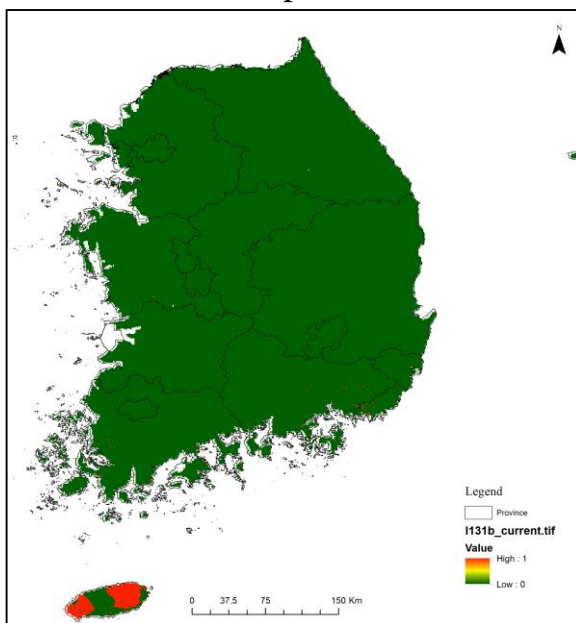 N
Legend
Province
l131b_current.tif
Value
High : 1
Low : 0
0 37.5 75 150 Km